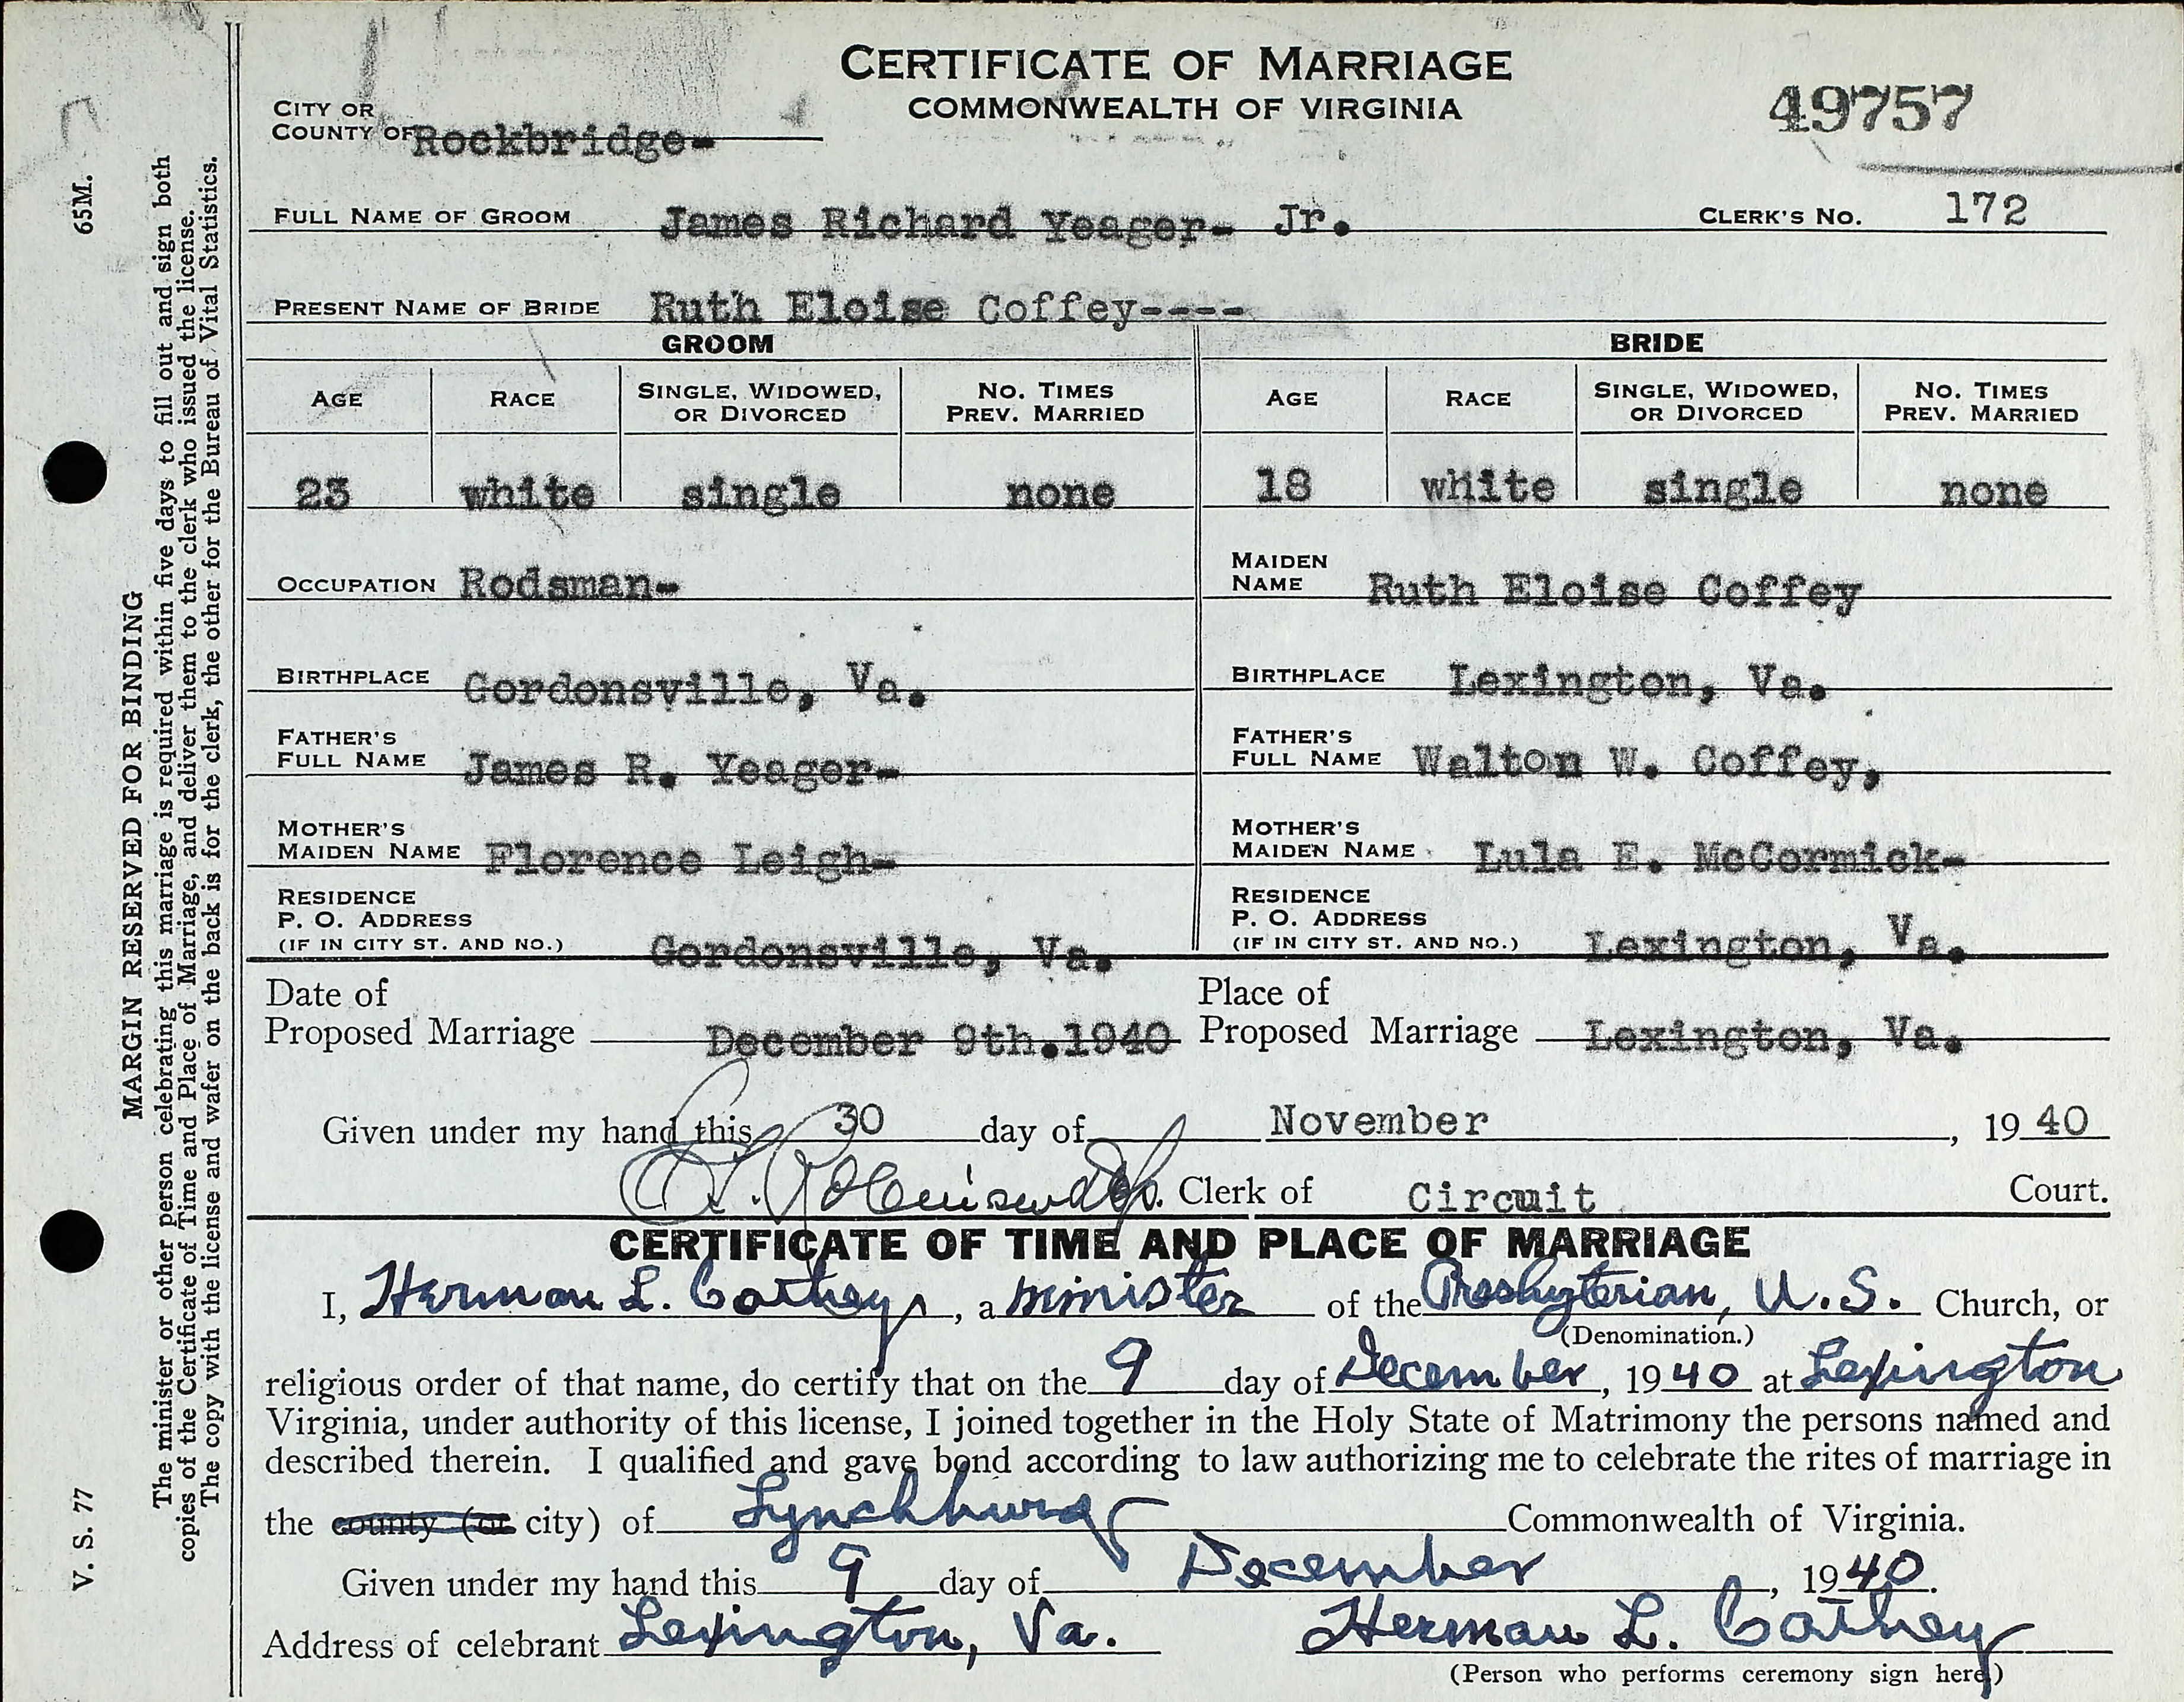 CERTIFICATE OF MARRIAGE
COMMONWEALTH OF VIRGINIA
49757
CITY OR
COUNTY OF Rockbridge-
FULL NAME OF GROOM James Richard Yeager- Jr. CLERK'S NO. 172
PRESENT NAME OF BRIDE Ruth Eloise Coffey----
GROOM BRIDE
AGE RACE SINGLE, WIDOWED, OR DIVORCED NO. TIMES PREV. MARRIED AGE RACE SINGLE, WIDOWED, OR DIVORCED NO. TIMES PREV. MARRIED
23 white single none 18 white single none
OCCUPATION Rodsman- MAIDEN NAME Ruth Eloise Coffey
BIRTHPLACE Gordonsville, Va. BIRTHPLACE Lexington, Va.
FATHER'S FULL NAME James R. Yeager- FATHER'S FULL NAME Walton W. Coffey,
MOTHER'S MAIDEN NAME Florence Leigh- MOTHER'S MAIDEN NAME Lula E. McCormick-
RESIDENCE P. O. ADDRESS (IF IN CITY ST. AND NO.) Gordonsville, Va. RESIDENCE P. O. ADDRESS (IF IN CITY ST. AND NO.) Lexington, Va.
Date of Proposed Marriage December 9th.1940 Place of Proposed Marriage Lexington, Va.
Given under my hand this 30 day of November, 1940
Clerk of Circuit Court.
CERTIFICATE OF TIME AND PLACE OF MARRIAGE
I, Herman L. Cathey, a minister of the Presbyterian, U.S. Church, or
(Denomination.)
religious order of that name, do certify that on the 9 day of December, 1940 at Lexington
Virginia, under authority of this license, I joined together in the Holy State of Matrimony the persons named and
described therein. I qualified and gave bond according to law authorizing me to celebrate the rites of marriage in
the county (or city) of Lynchburg Commonwealth of Virginia.
Given under my hand this 9 day of December, 1940.
Address of celebrant Lexington, Va. Herman L. Cathey
(Person who performs ceremony sign here.)
65M.
V. S. 77
MARGIN RESERVED FOR BINDING
The minister or other person celebrating this marriage is required within five days to fill out and sign both
copies of the Certificate of Time and Place of Marriage, and deliver them to the clerk who issued the license.
The copy with the license and wafer on the back is for the clerk, the other for the Bureau of Vital Statistics.